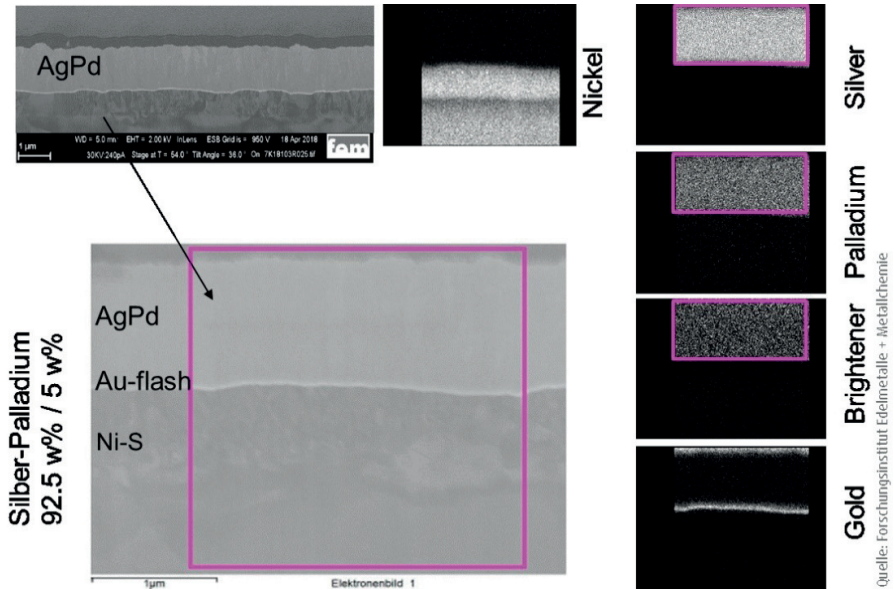 AgPd
1 µm
WD = 5.0 mm EHT = 2.00 kV InLens ESB Grid is = 950 V 18 Apr 2018
30KV:240pA Stage at T = 54.0 ° Tilt Angle = 36.0 ° On 7K18103R025.tif
fem
Nickel
Silver
Palladium
Brightener
Gold
Silber-Palladium
92.5 w% / 5 w%
AgPd
Au-flash
Ni-S
1µm
Elektronenbild 1
Quelle: Forschungsinstitut Edelmetalle + Metallchemie